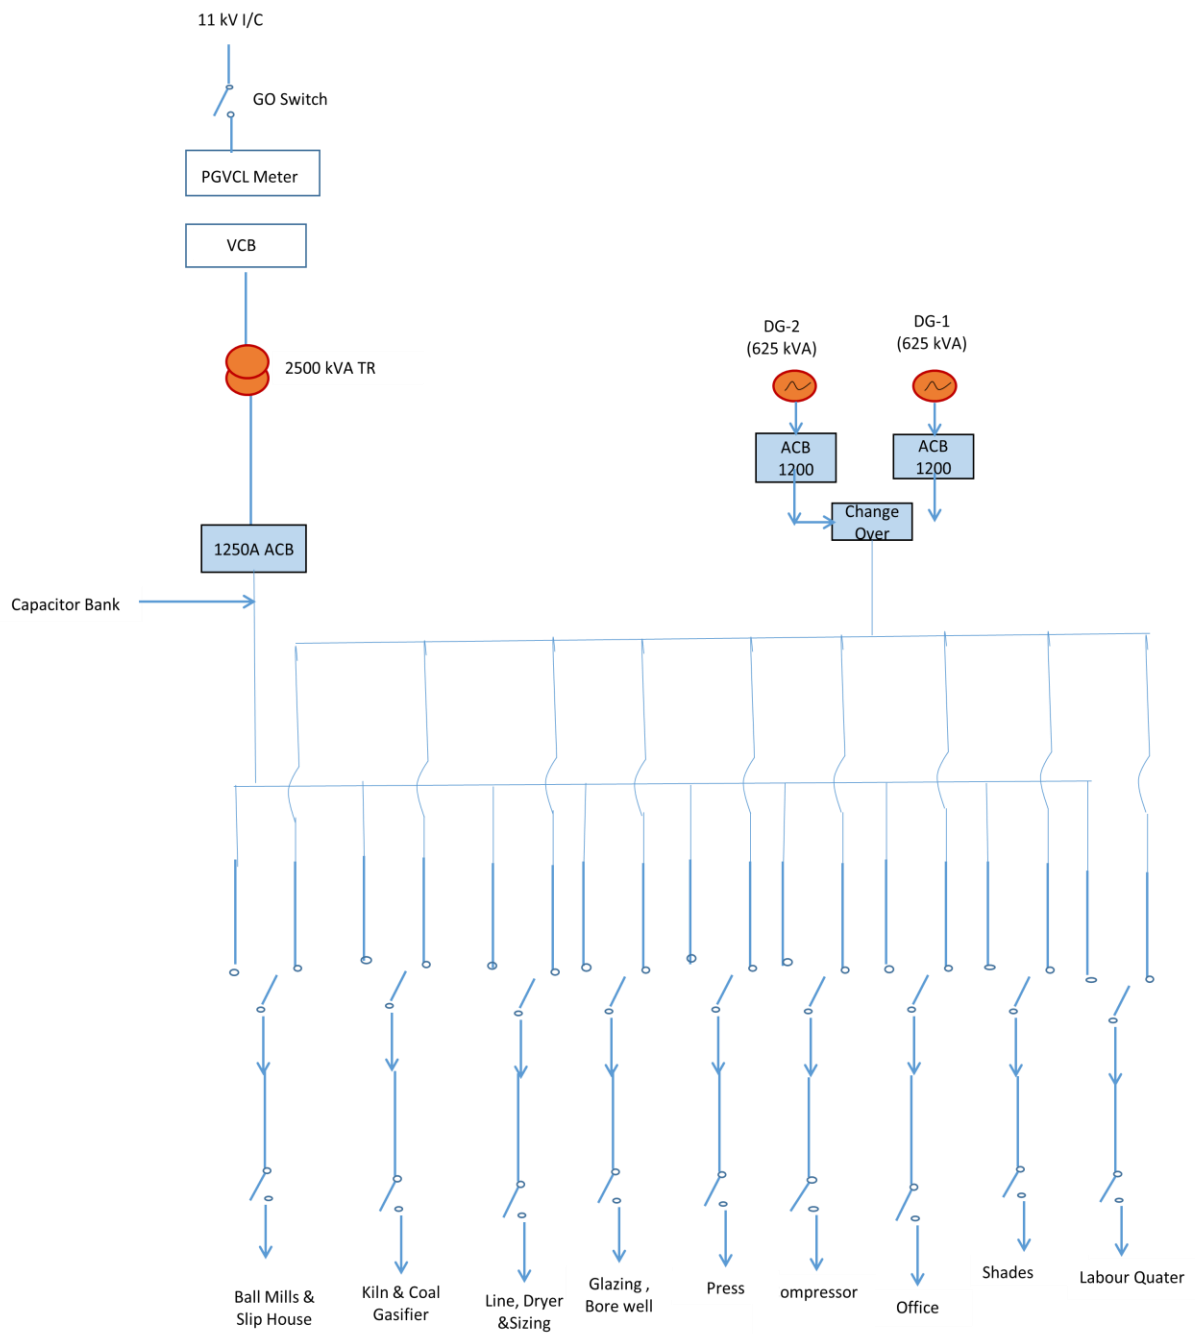 11 kV I/C
GO Switch
PGVCL Meter
VCB
2500 kVA TR
DG-2
(625 kVA)
DG-1
(625 kVA)
ACB
1200
ACB
1200
Change
Over
1250A ACB
Capacitor Bank
Ball Mills &
Slip House
Kiln & Coal
Gasifier
Line, Dryer
&Sizing
Glazing ,
Bore well
Press
ompressor
Office
Shades
Labour Quater